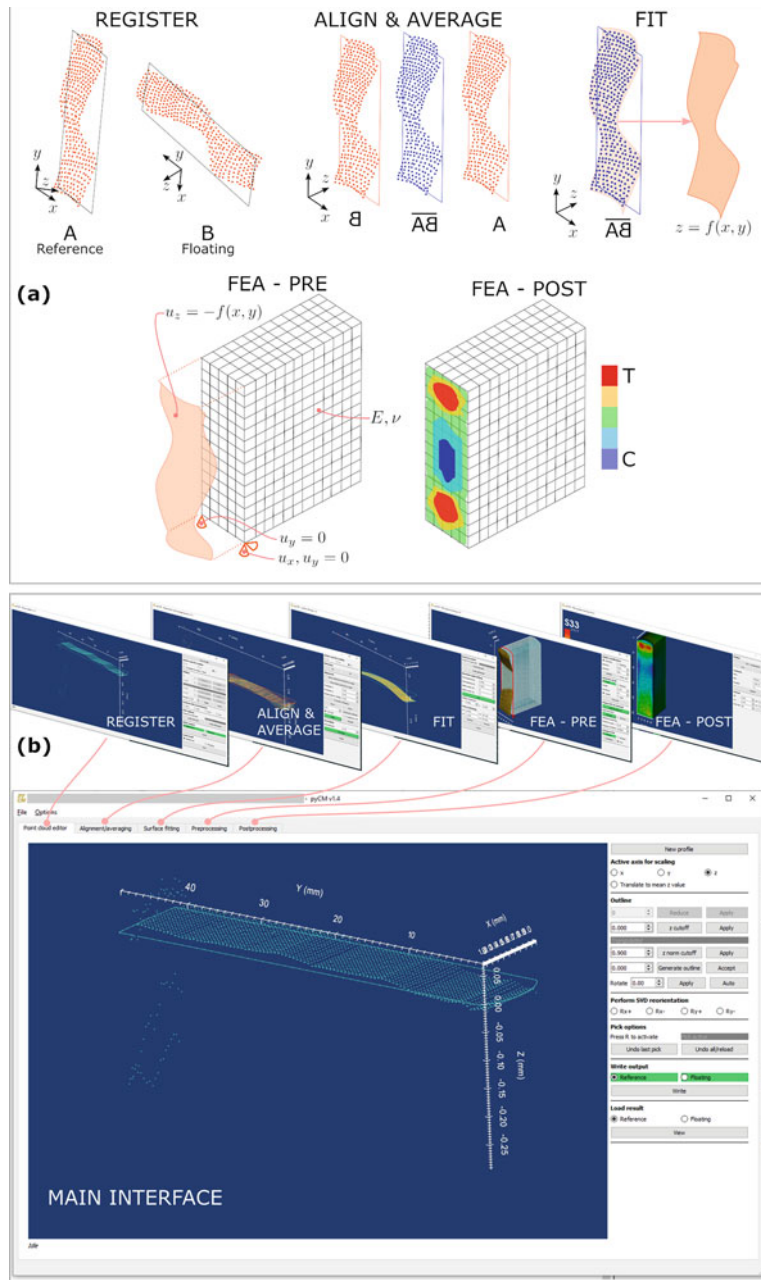 REGISTER
ALIGN & AVERAGE
FIT
y
z
x
A
Reference
y
z
x
B
Floating
y
z
x
B
AB
A
y
z
x
AB
z = f(x, y)
(a)
FEA - PRE
FEA - POST
u_z = −f(x, y)
E, ν
u_y = 0
u_x, u_y = 0
T
C
(b)
REGISTER
ALIGN &
AVERAGE
FIT
FEA - PRE
S33
FEA - POST
- pyCM v1.4
File Options
Point cloud editor Alignment/averaging Surface fitting Preprocessing Postprocessing
New profile
Active axis for scaling
x y z
Translate to mean z value
Outline
Reduce Apply
0.000 z cutoff Apply
0.900 z norm cutoff Apply
0.000 Generate outline Accept
Rotate 0.00 Apply Auto
Perform SVD reorientation
Rx+ Rx- Ry+ Ry-
Pick options
Press R to activate
Undo last pick Undo all/reload
Write output
Reference Floating
Write
Load result
Reference Floating
View
Y (mm)
40
30
20
10
X (mm)
0.05
0.00
-0.05
-0.10
-0.15
-0.20
-0.25
Z (mm)
MAIN INTERFACE
Idle